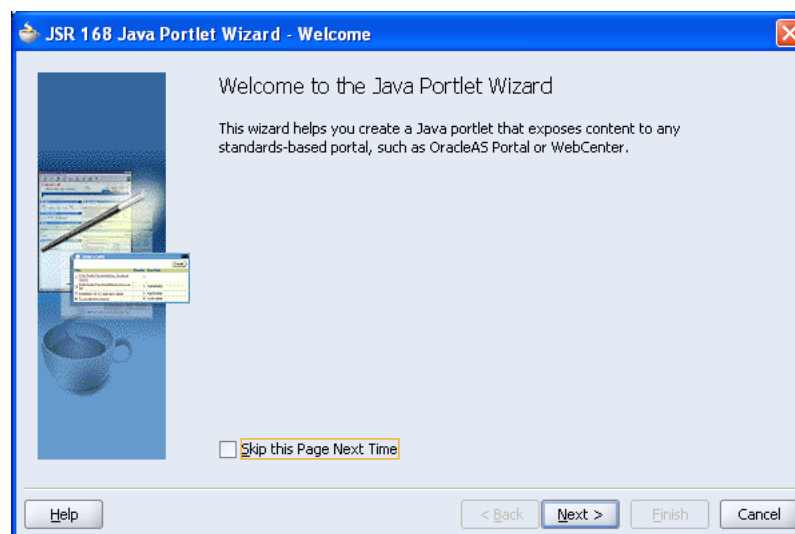 JSR 168 Java Portlet Wizard - Welcome
Welcome to the Java Portlet Wizard
This wizard helps you create a Java portlet that exposes content to any
standards-based portal, such as OracleAS Portal or WebCenter.
Skip this Page Next Time
Help
< Back
Next >
Finish
Cancel